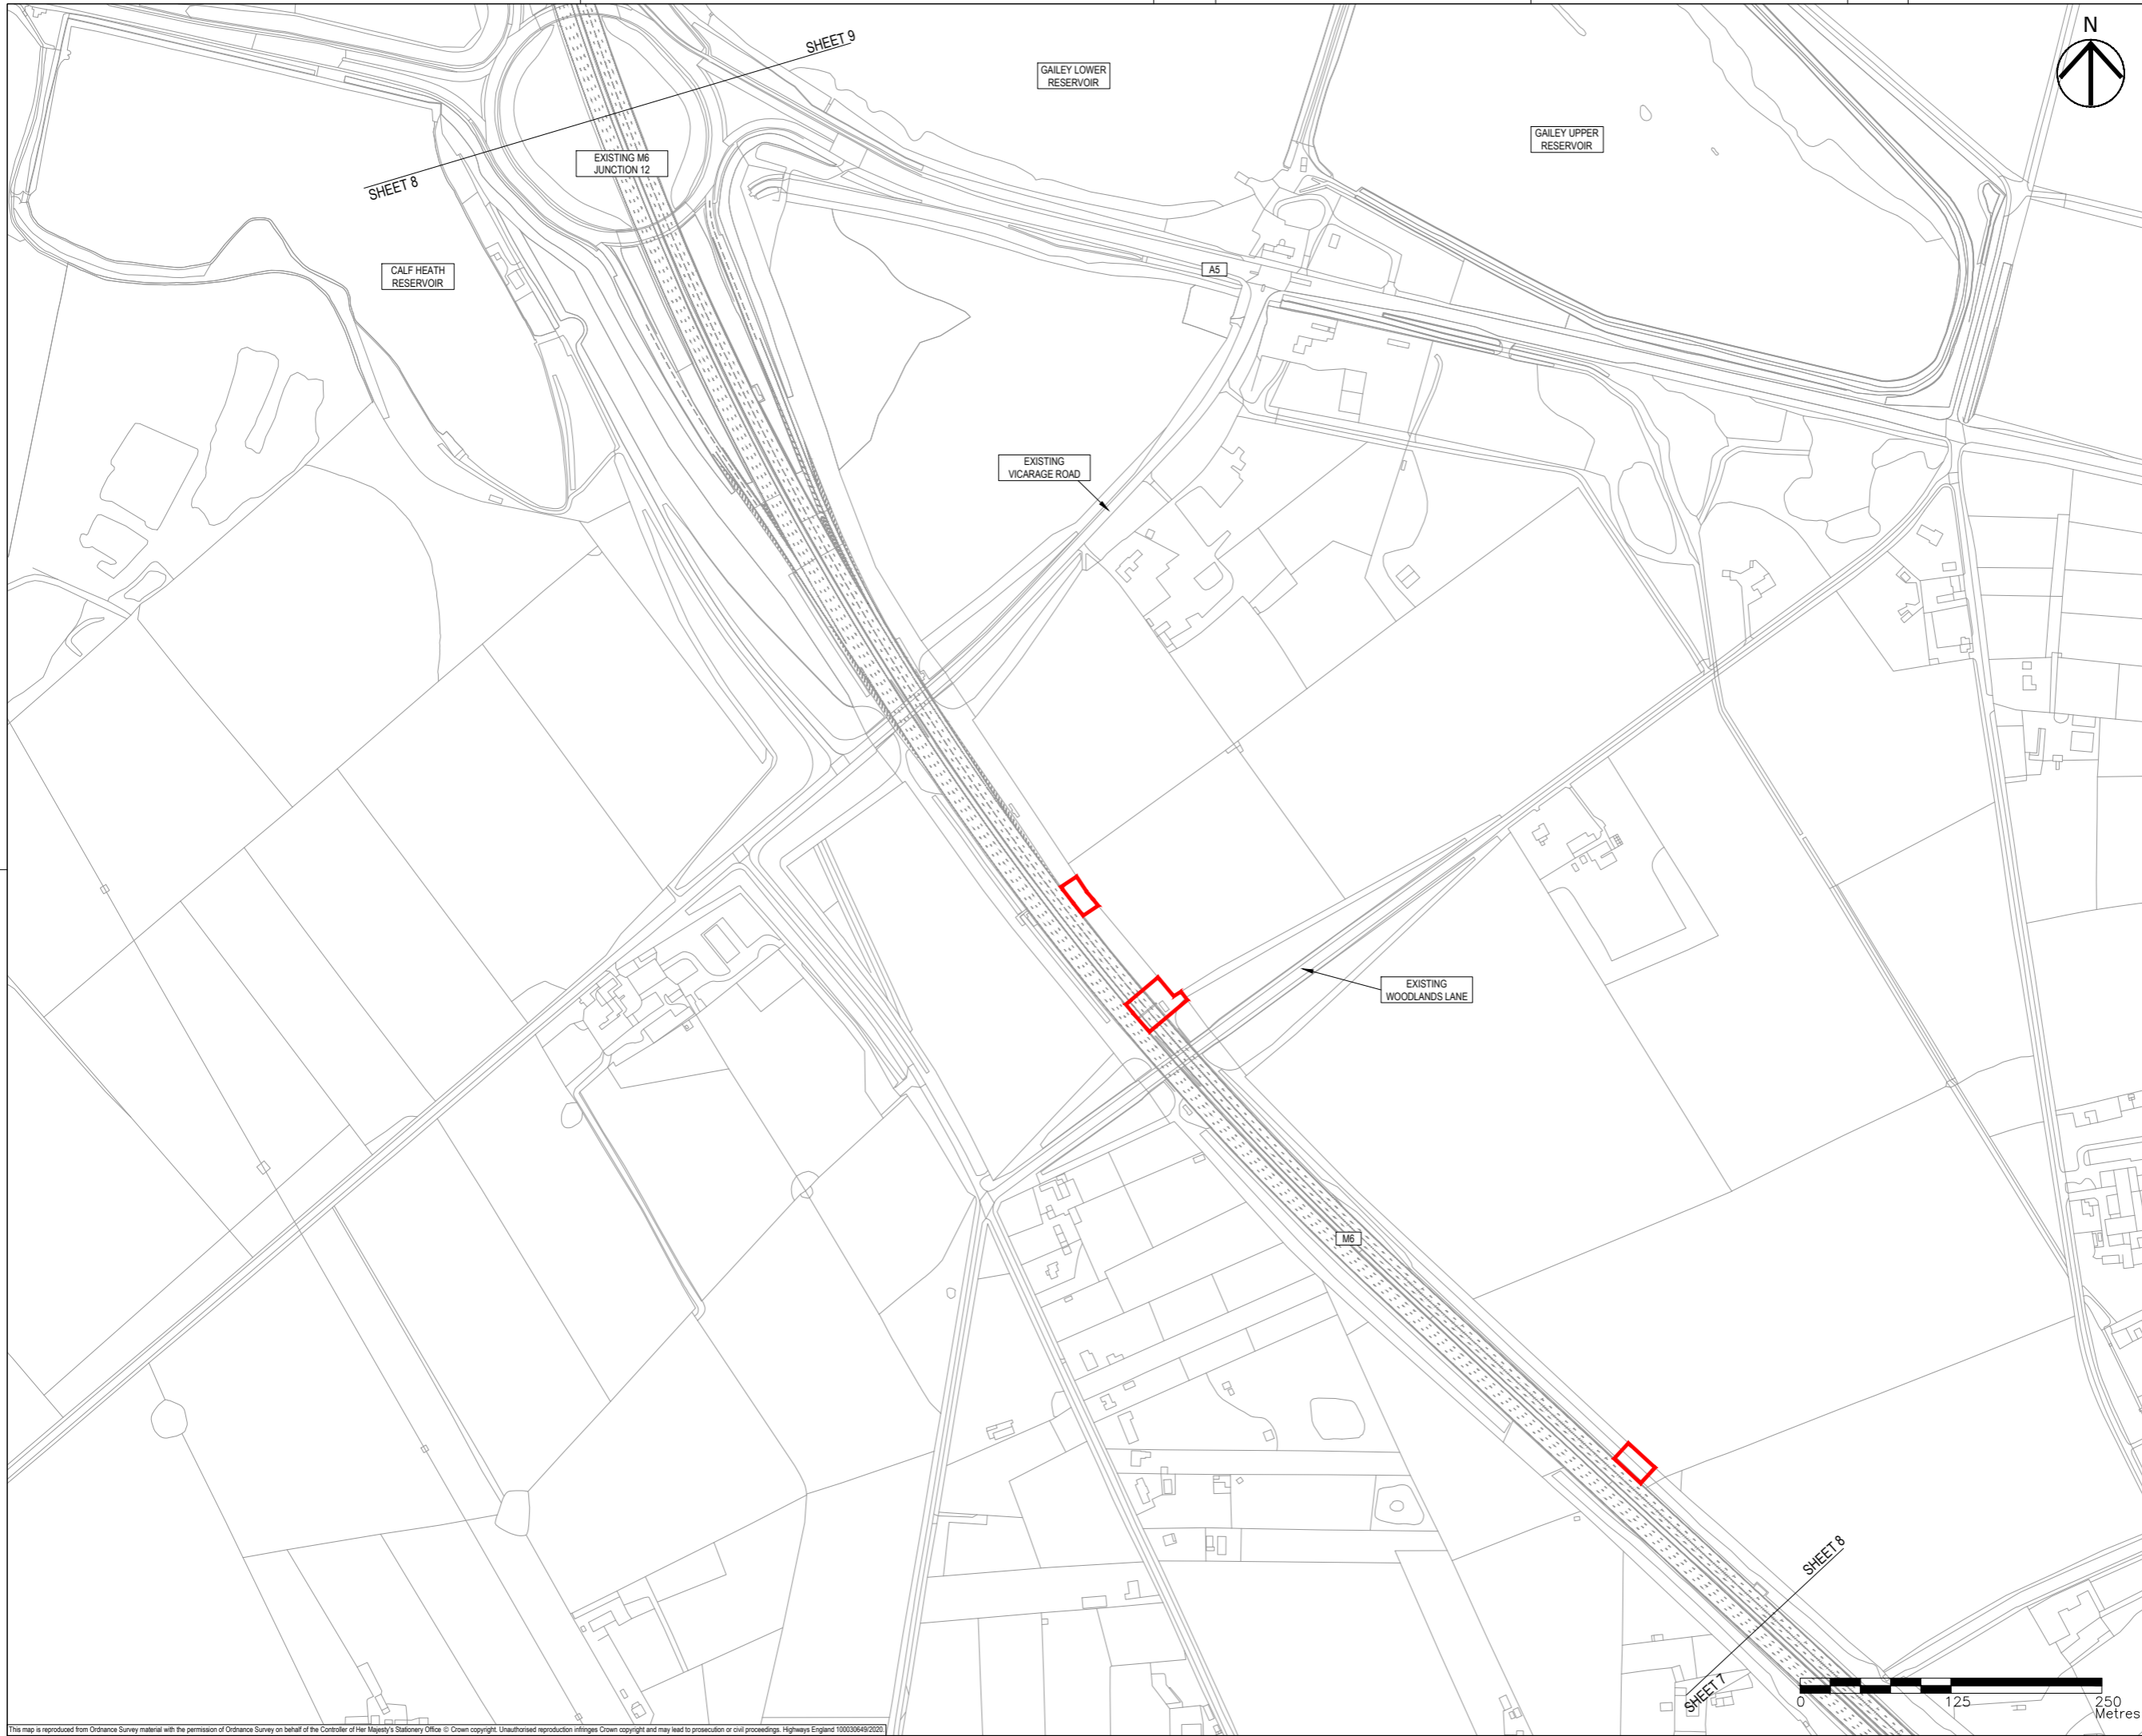 N
SHEET 9
SHEET 8
GAILEY LOWER
RESERVOIR
GAILEY UPPER
RESERVOIR
EXISTING M6
JUNCTION 12
CALF HEATH
RESERVOIR
A5
EXISTING
VICARAGE ROAD
EXISTING
WOODLANDS LANE
M6
SHEET 8
SHEET 7
0 125 250
Metres
This map is reproduced from Ordnance Survey material with the permission of Ordnance Survey on behalf of the Controller of Her Majesty's Stationery Office © Crown copyright. Unauthorised reproduction infringes Crown copyright and may lead to prosecution or civil proceedings. Highways England 100030649/2020.